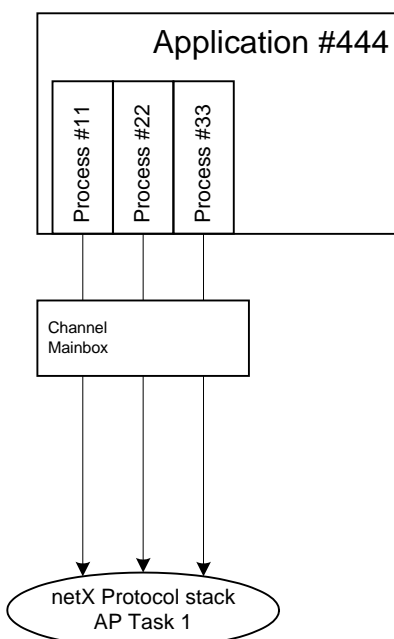 Application #444
Process #11
Process #22
Process #33
Channel
Mainbox
netX Protocol stack
AP Task 1